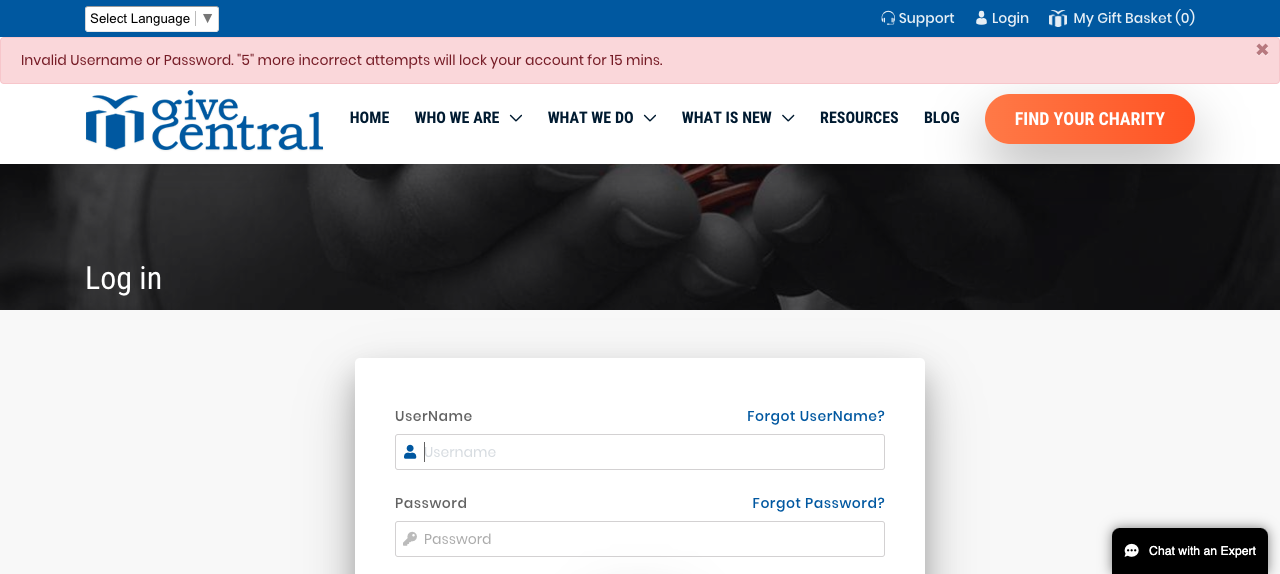 Select Language ▼
Support
Login
My Gift Basket (0)
Invalid Username or Password. "5" more incorrect attempts will lock your account for 15 mins.
×
give
central
HOME
WHO WE ARE
WHAT WE DO
WHAT IS NEW
RESOURCES
BLOG
FIND YOUR CHARITY
Log in
UserName
Forgot UserName?
Username
Password
Forgot Password?
Password
Chat with an Expert